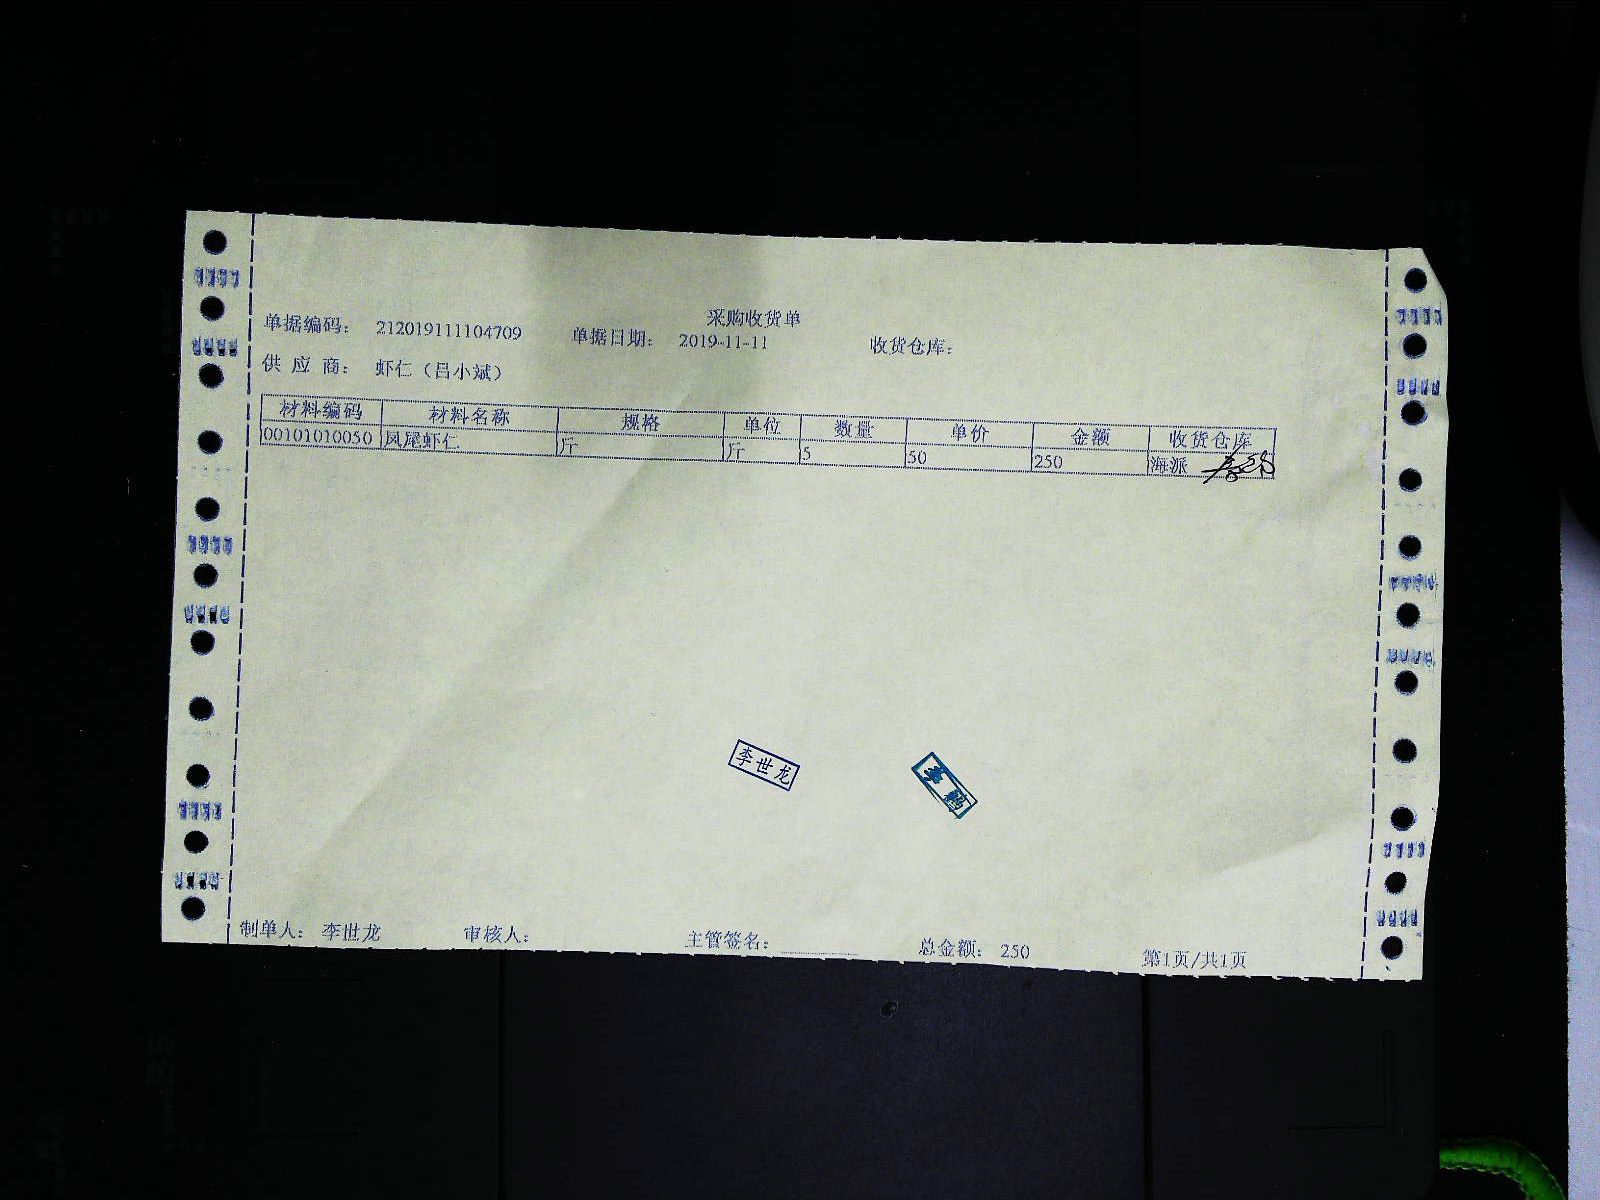 采购收货单
单据编码： 212019111104709 单据日期： 2019-11-11 收货仓库：
供 应 商： 虾仁（吕小斌）
材料编码 材料名称 规格 单位 数量 单价 金额 收货仓库
00101010050 凤尾虾仁 斤 斤 5 50 250 海派
李世龙
李鹤
制单人： 李世龙 审核人： 主管签名： 总金额： 250 第1页/共1页